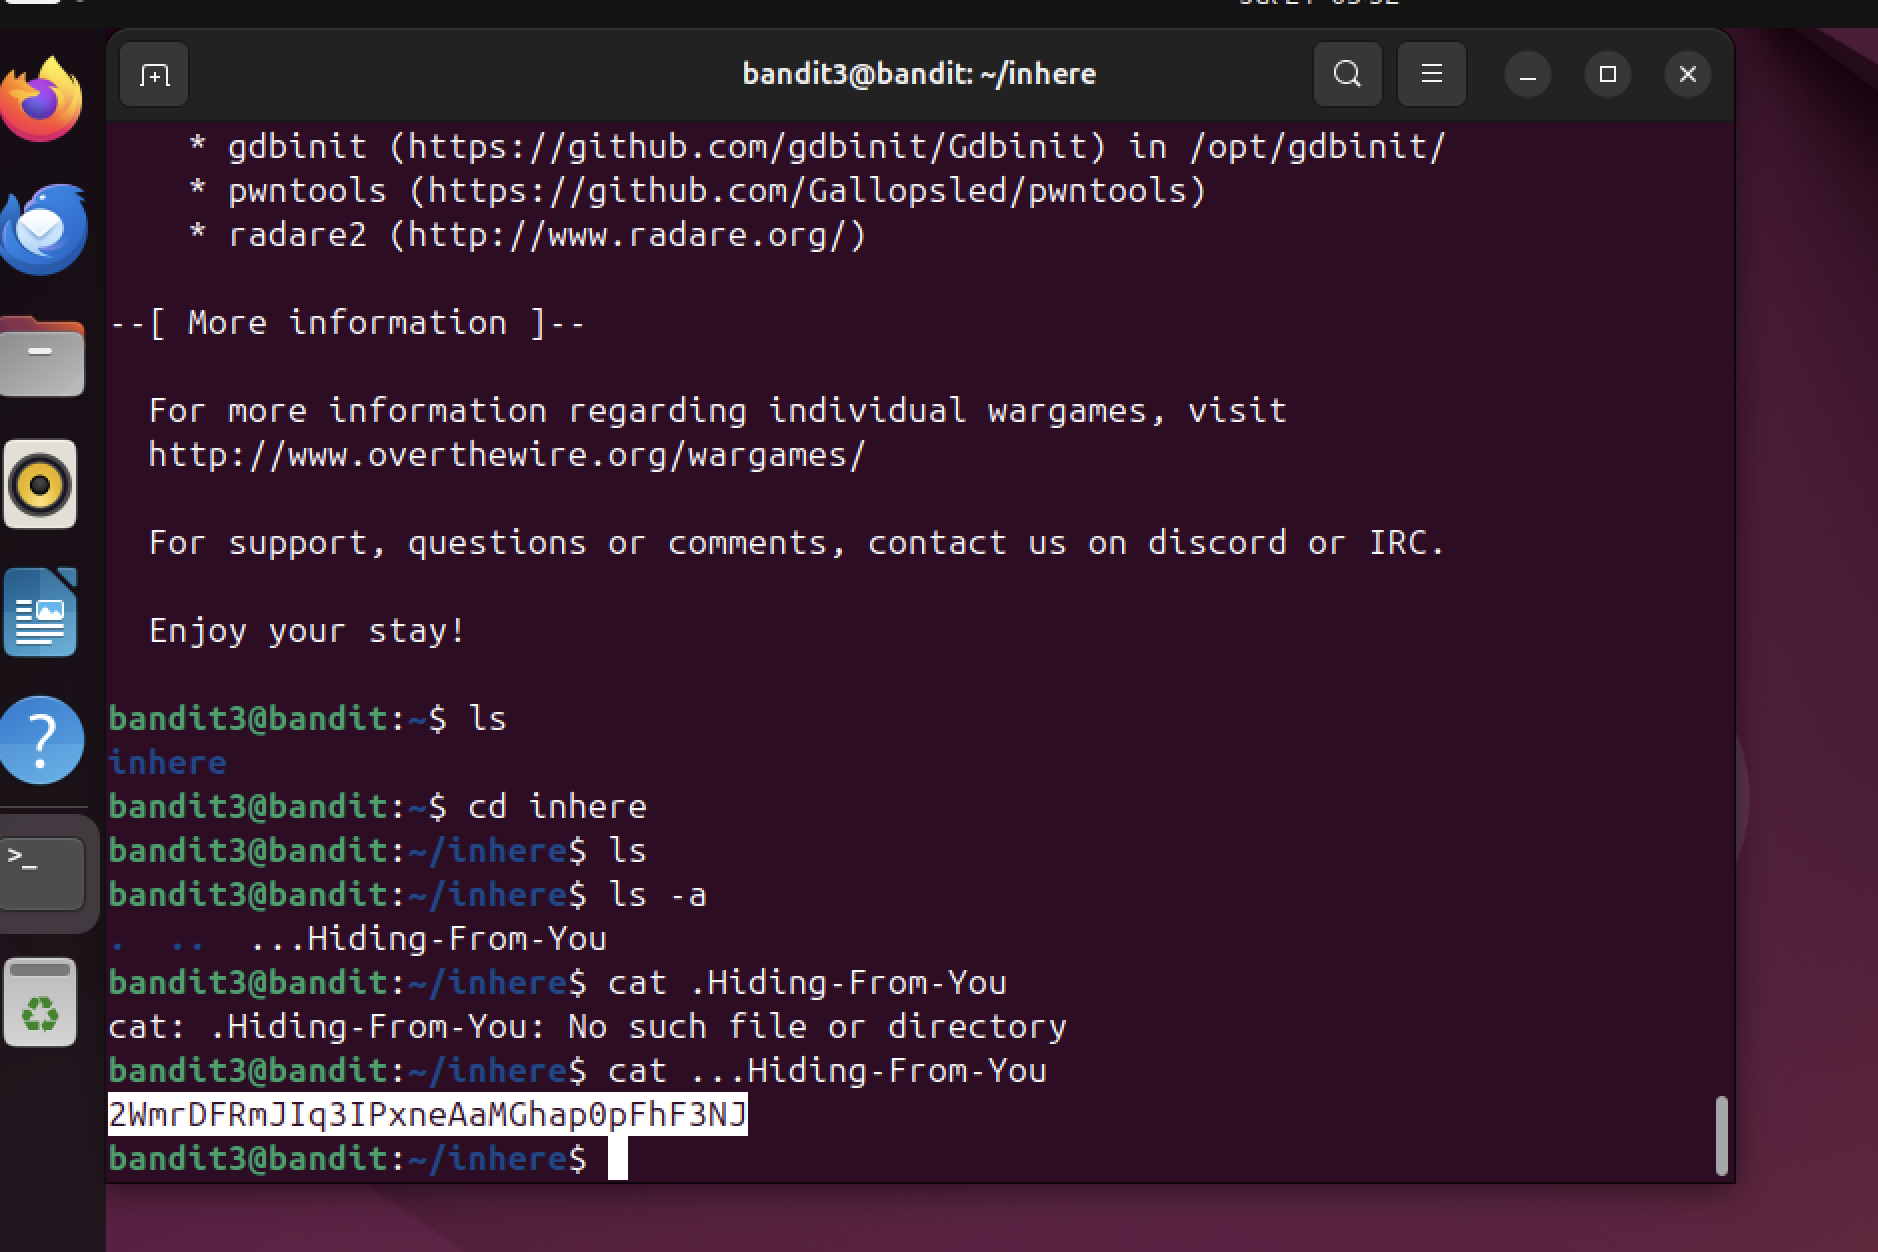 bandit3@bandit: ~/inhere
* gdbinit (https://github.com/gdbinit/Gdbinit) in /opt/gdbinit/
* pwntools (https://github.com/Gallopsled/pwntools)
* radare2 (http://www.radare.org/)
--[ More information ]--
For more information regarding individual wargames, visit
http://www.overthewire.org/wargames/
For support, questions or comments, contact us on discord or IRC.
Enjoy your stay!
bandit3@bandit:~$ ls
inhere
bandit3@bandit:~$ cd inhere
bandit3@bandit:~/inhere$ ls
bandit3@bandit:~/inhere$ ls -a
.  ..  ...Hiding-From-You
bandit3@bandit:~/inhere$ cat .Hiding-From-You
cat: .Hiding-From-You: No such file or directory
bandit3@bandit:~/inhere$ cat ...Hiding-From-You
2WmrDFRmJIq3IPxneAaMGhap0pFhF3NJ
bandit3@bandit:~/inhere$